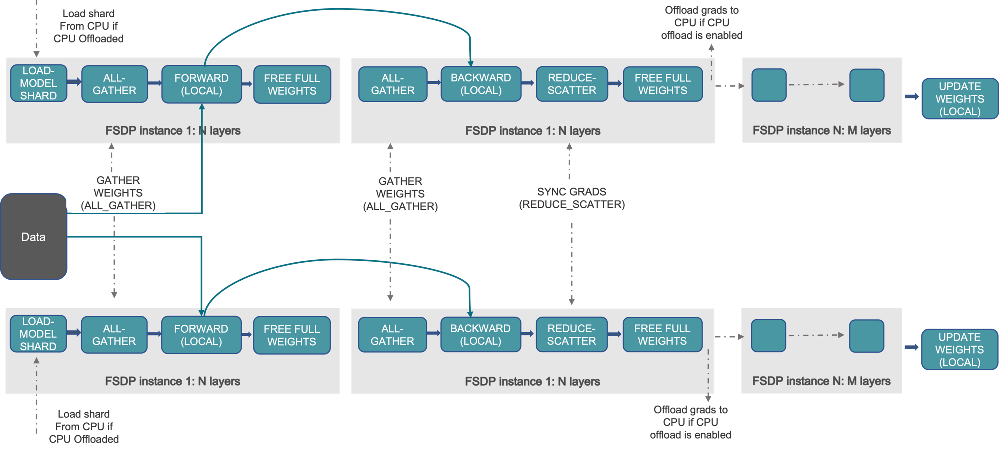 Load shard
From CPU if
CPU Offloaded
Offload grads to
CPU if CPU
offload is enabled
LOAD-
MODEL
SHARD
ALL-
GATHER
FORWARD
(LOCAL)
FREE FULL
WEIGHTS
FSDP instance 1: N layers
ALL-
GATHER
BACKWARD
(LOCAL)
REDUCE-
SCATTER
FREE FULL
WEIGHTS
FSDP instance 1: N layers
FSDP instance N: M layers
UPDATE
WEIGHTS
(LOCAL)
GATHER
WEIGHTS
(ALL_GATHER)
GATHER
WEIGHTS
(ALL_GATHER)
SYNC GRADS
(REDUCE_SCATTER)
Data
LOAD-
MODEL
SHARD
ALL-
GATHER
FORWARD
(LOCAL)
FREE FULL
WEIGHTS
FSDP instance 1: N layers
ALL-
GATHER
BACKWARD
(LOCAL)
REDUCE-
SCATTER
FREE FULL
WEIGHTS
FSDP instance 1: N layers
FSDP instance N: M layers
UPDATE
WEIGHTS
(LOCAL)
Load shard
From CPU if
CPU Offloaded
Offload grads to
CPU if CPU
offload is enabled